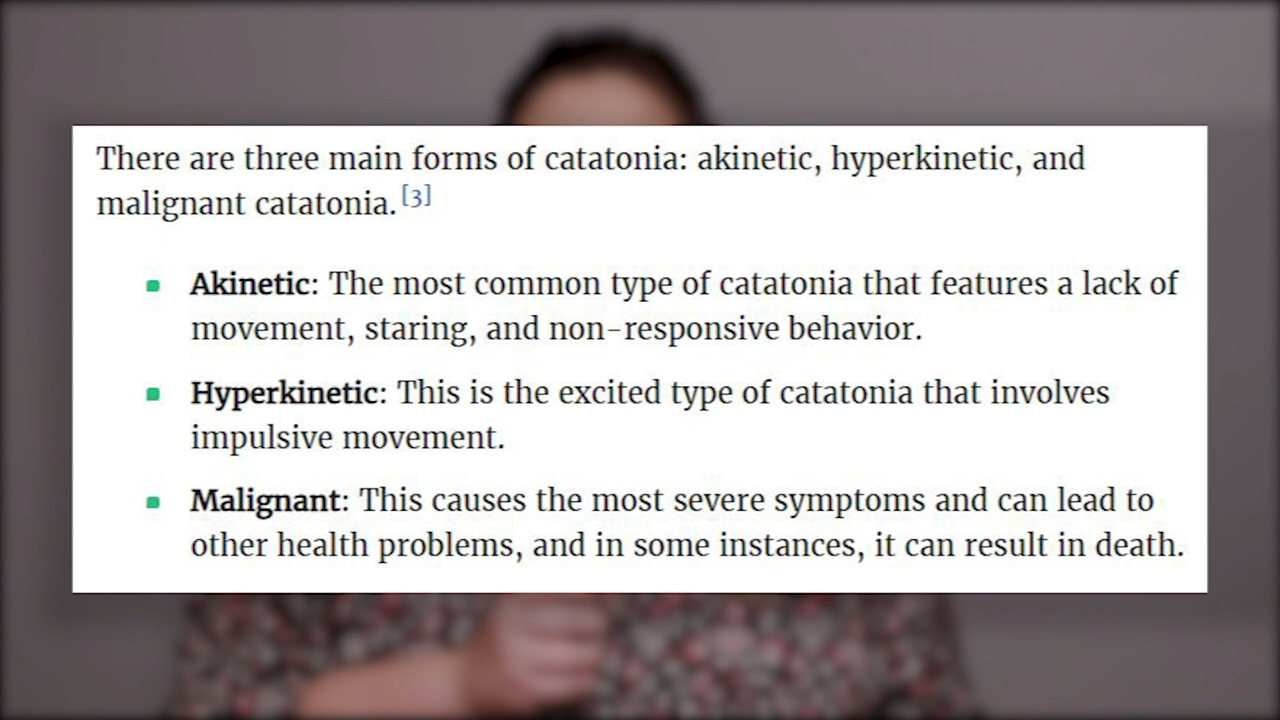 There are three main forms of catatonia: akinetic, hyperkinetic, and
malignant catatonia. [3]
Akinetic: The most common type of catatonia that features a lack of
movement, staring, and non-responsive behavior.
Hyperkinetic: This is the excited type of catatonia that involves
impulsive movement.
Malignant: This causes the most severe symptoms and can lead to
other health problems, and in some instances, it can result in death.